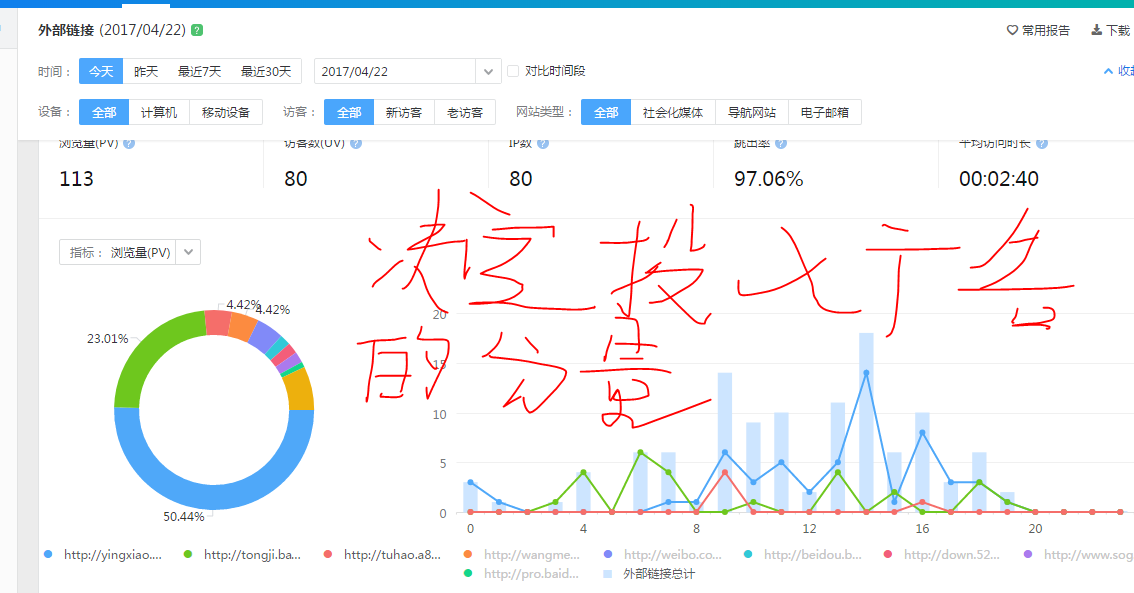 外部链接 (2017/04/22) ?
常用报告 下载
时间： 今天 昨天 最近7天 最近30天 2017/04/22 对比时间段
设备： 全部 计算机 移动设备 访客： 全部 新访客 老访客 网站类型： 全部 社会化媒体 导航网站 电子邮箱
浏览量(PV) ? 访客数(UV) ? IP数 ? 跳出率 ? 平均访问时长 ?
113 80 80 97.06% 00:02:40
指标： 浏览量(PV)
4.42% 4.42%
23.01%
50.44%
20
15
10
5
0
0 4 8 12 16 20
的分量
http://yingxiao.... http://tongji.ba... http://tuhao.a8... http://wangme... http://weibo.co... http://beidou.b... http://down.52... http://www.sog
http://pro.baid... 外部链接总计